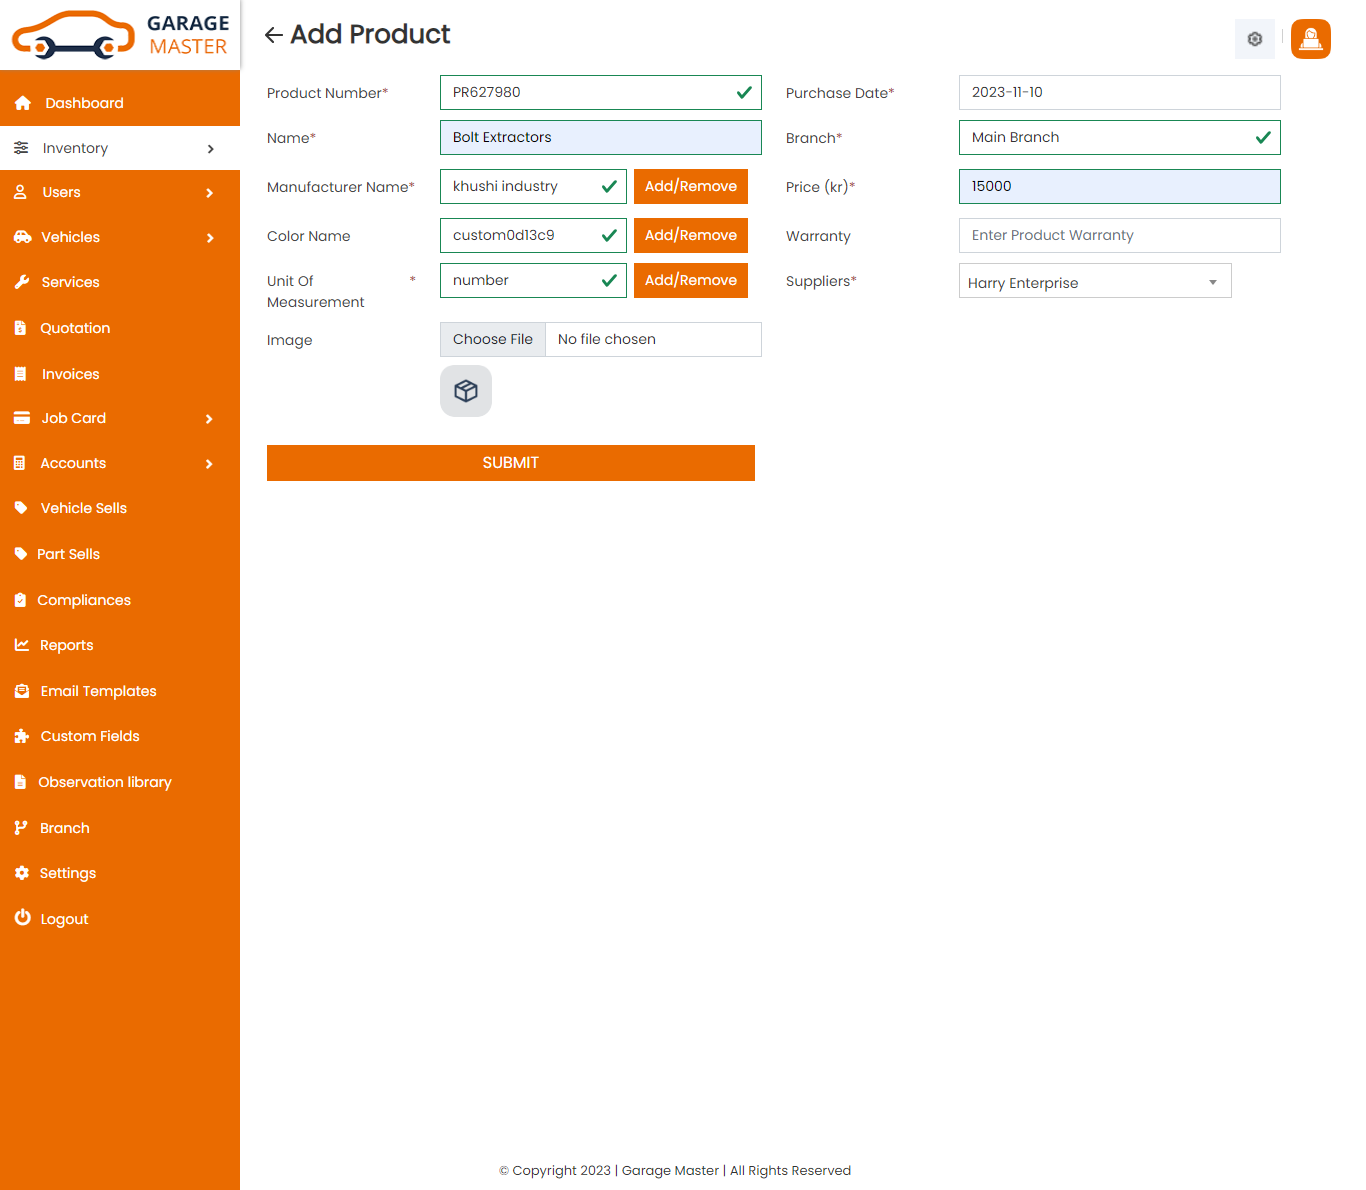 GARAGE
MASTER
Add Product
Dashboard
Inventory
Users
Vehicles
Services
Quotation
Invoices
Job Card
Accounts
Vehicle Sells
Part Sells
Compliances
Reports
Email Templates
Custom Fields
Observation library
Branch
Settings
Logout
Product Number* PR627980 Purchase Date* 2023-11-10
Name* Bolt Extractors Branch* Main Branch
Manufacturer Name* khushi industry Add/Remove Price (kr)* 15000
Color Name custom0d13c9 Add/Remove Warranty Enter Product Warranty
Unit Of * number Add/Remove Suppliers* Harry Enterprise
Measurement
Image Choose File No file chosen
SUBMIT
© Copyright 2023 | Garage Master | All Rights Reserved